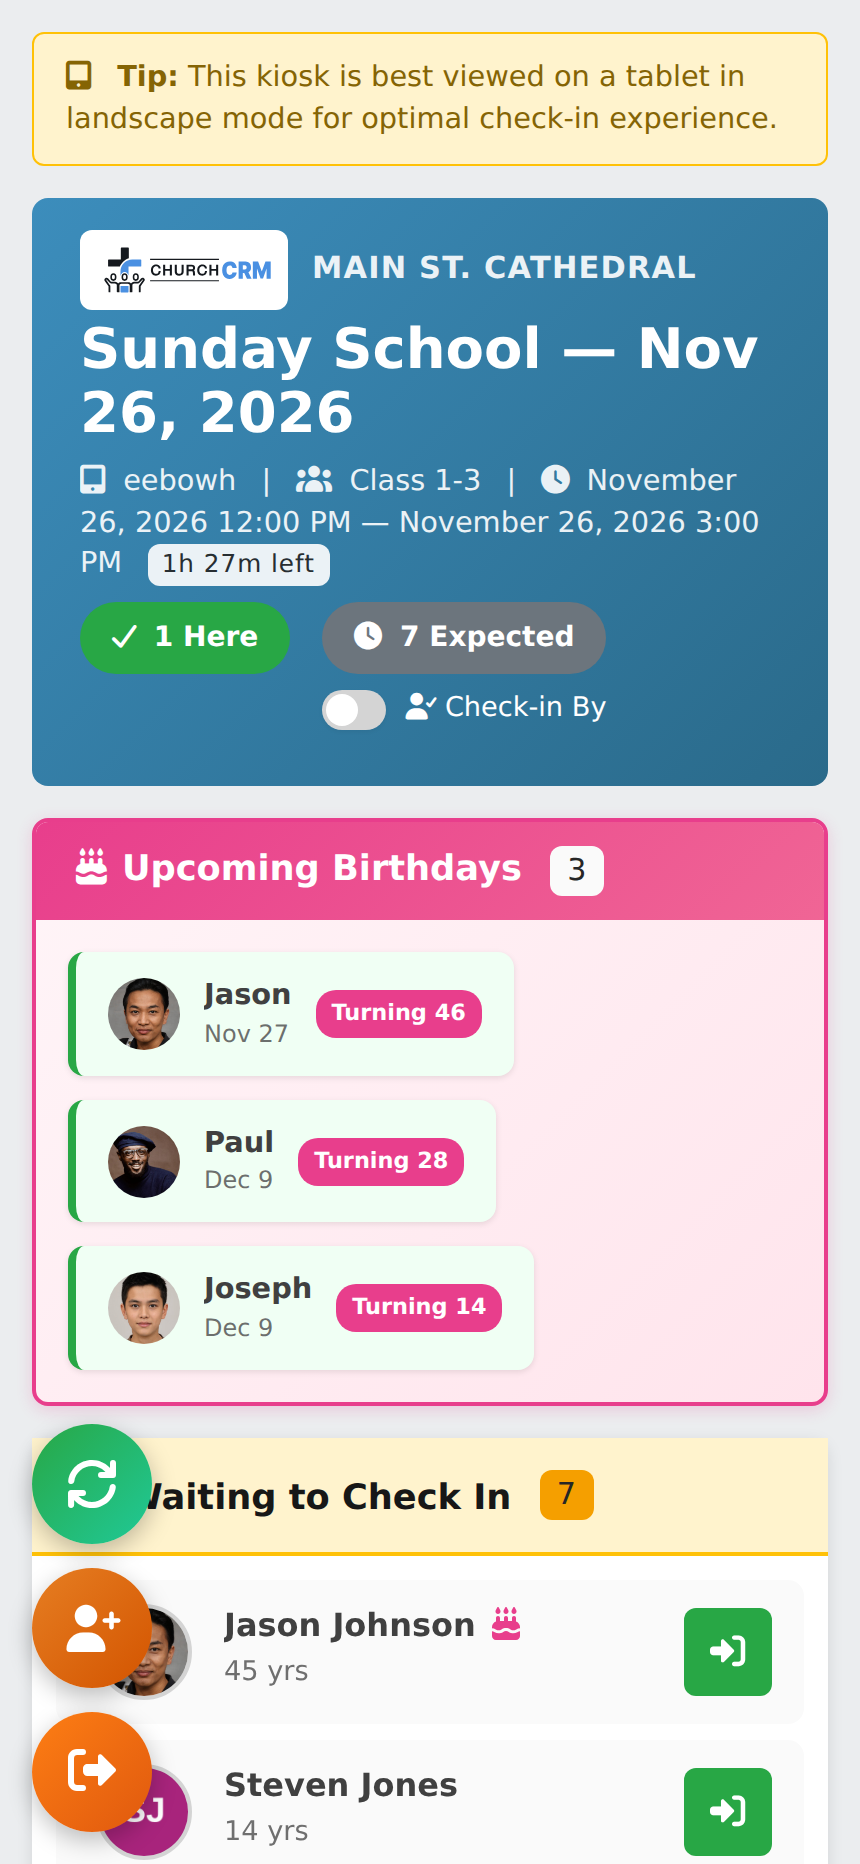 Tip: This kiosk is best viewed on a tablet in
landscape mode for optimal check-in experience.
CHURCHCRM MAIN ST. CATHEDRAL
Sunday School — Nov
26, 2026
eebowh | Class 1-3 | November
26, 2026 12:00 PM — November 26, 2026 3:00
PM 1h 27m left
1 Here 7 Expected
Check-in By
Upcoming Birthdays 3
Jason
Nov 27
Turning 46
Paul
Dec 9
Turning 28
Joseph
Dec 9
Turning 14
Waiting to Check In 7
Jason Johnson
45 yrs
SJ
Steven Jones
14 yrs